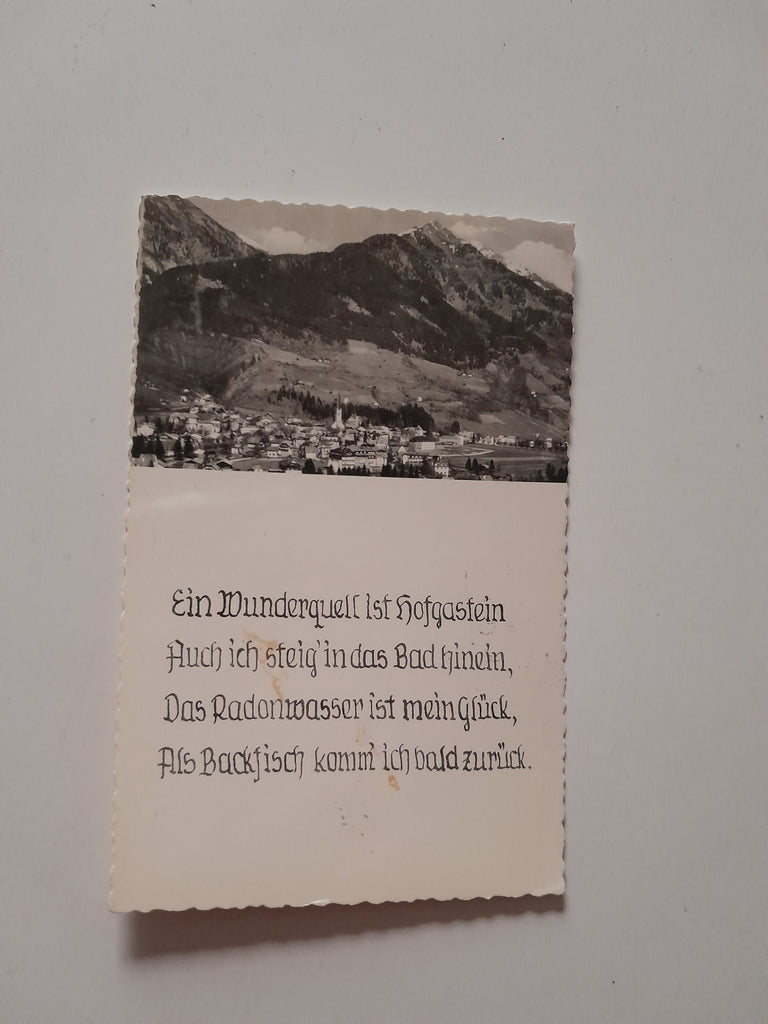 Ein Wunderquell ist Hofgastein
Auch ich steig' in das Bad hinein,
Das Radonwasser ist mein Glück,
Als Backfisch komm' ich bald zurück.